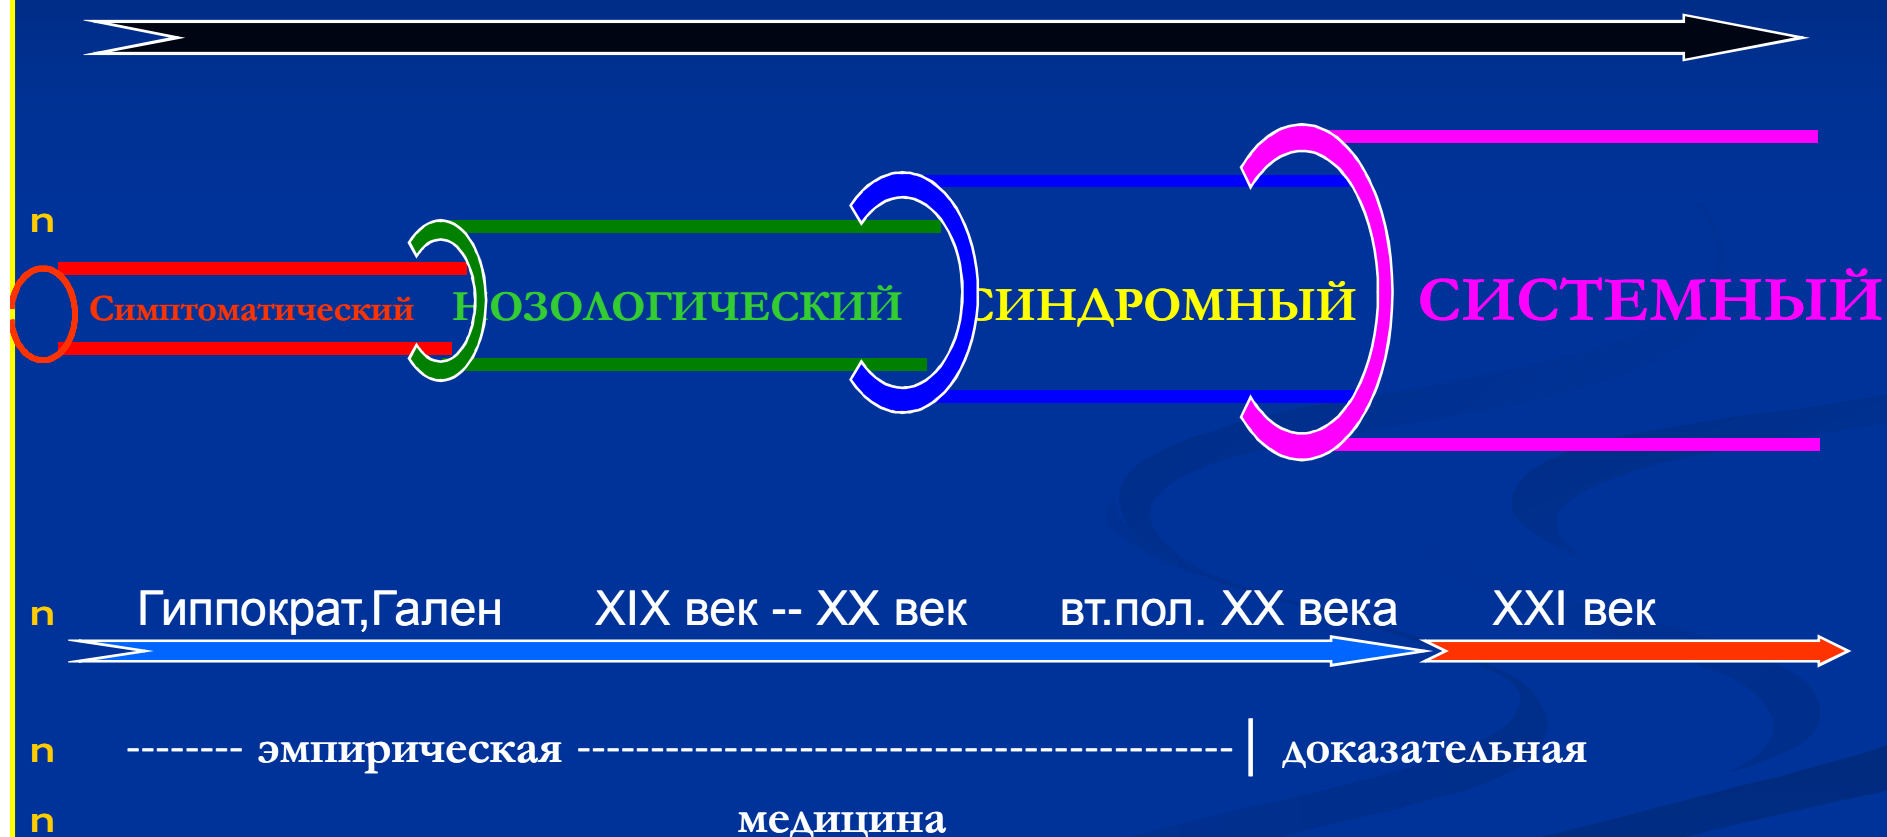 n
Симптоматический НОЗОЛОГИЧЕСКИЙ СИНДРОМНЫЙ СИСТЕМНЫЙ
n Гиппократ,Гален XIX век -- XX век вт.пол. XX века XXI век
n -------- эмпирическая --------------------------------------- | доказательная
n медицина